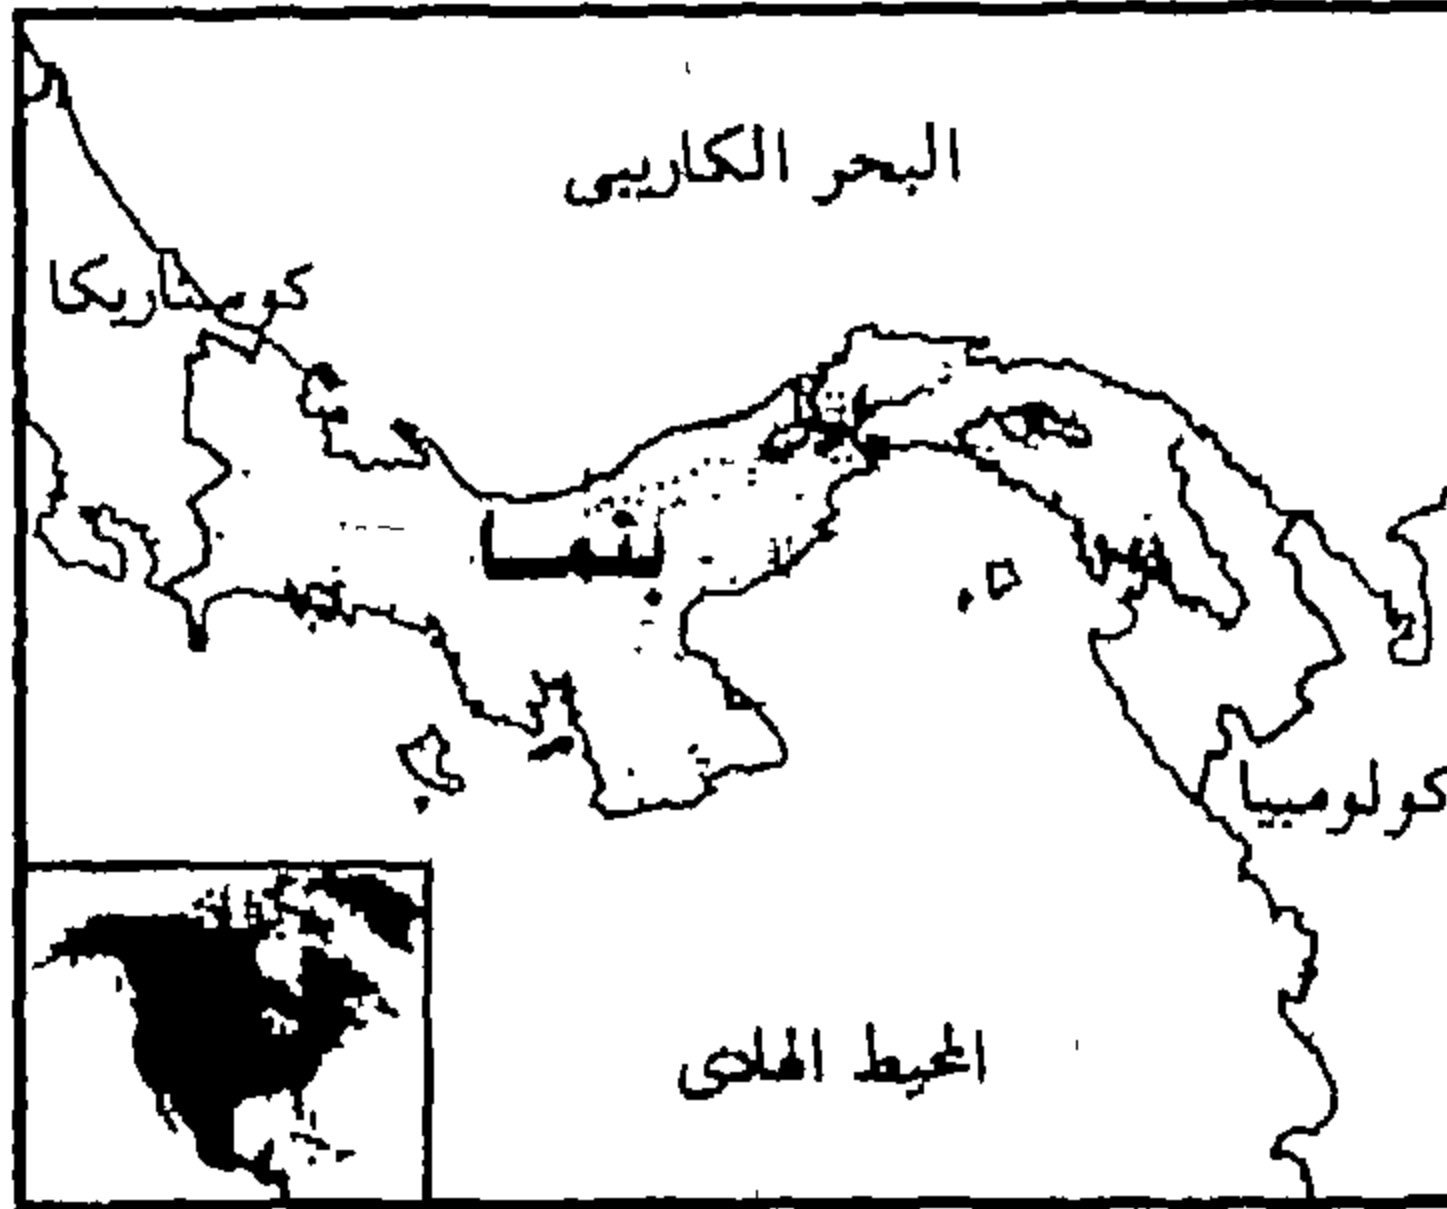 البحر الكاريبى
كوستاريكا
بنما
كولومبيا
المحيط الهادى